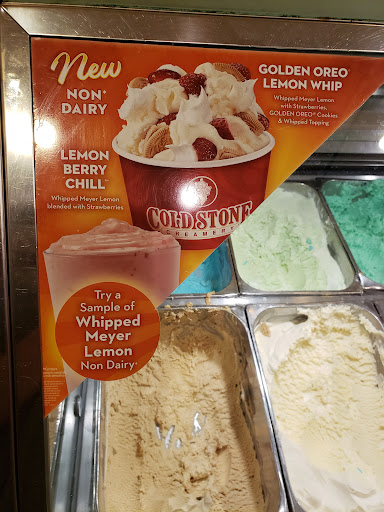 New
NON*
DAIRY
LEMON
BERRY
CHILL™
Whipped Meyer Lemon
blended with Strawberries
GOLDEN OREO®
LEMON WHIP
Whipped Meyer Lemon
with Strawberries,
GOLDEN OREO® Cookies
& Whipped Topping
COLD STONE
CREAMERY
Try a
Sample of
Whipped
Meyer
Lemon
Non Dairy*